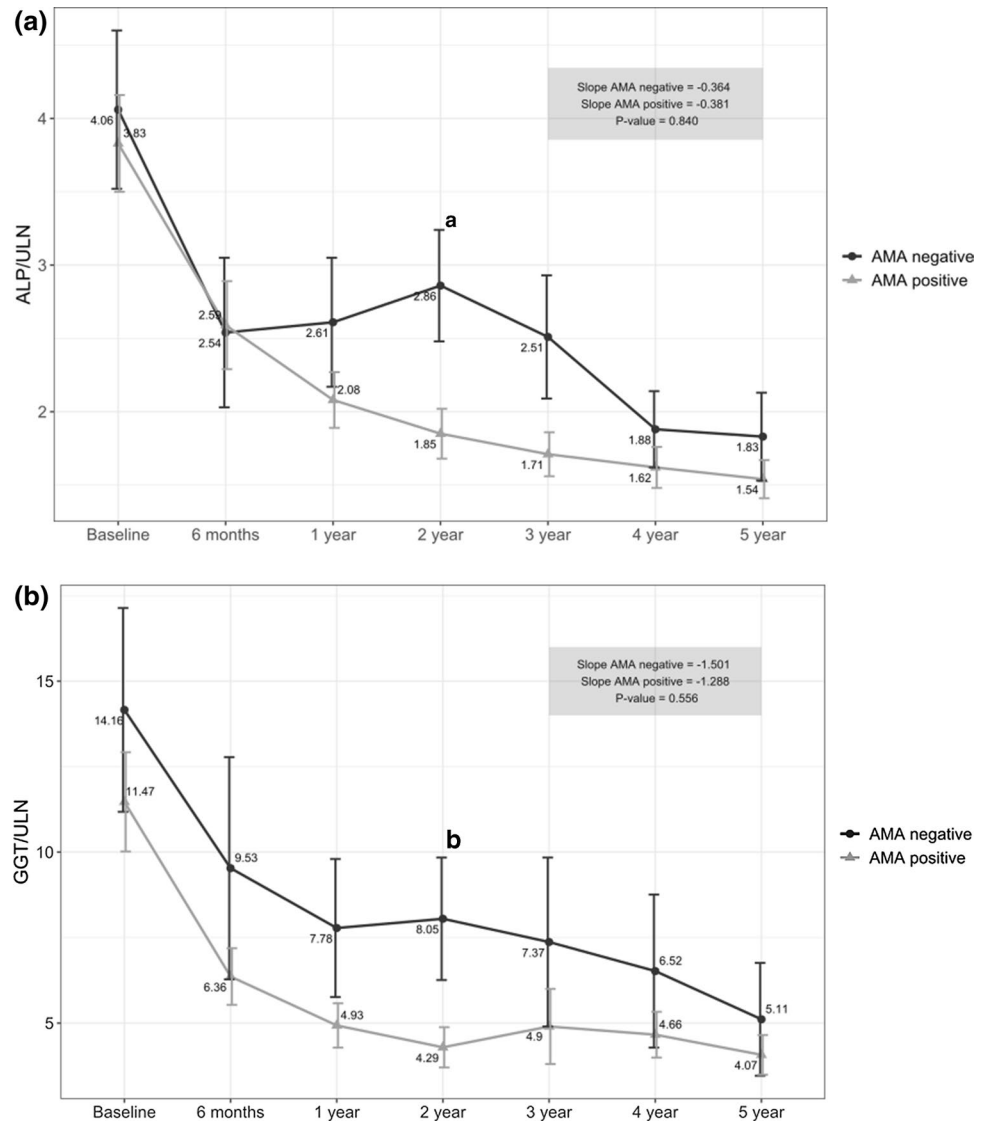 (a)
ALP/ULN
4
3
2
4.06
3.83
2.59
2.54
2.61
2.08
a
2.86
1.85
2.51
1.71
1.88
1.62
1.83
1.54
Slope AMA negative = -0.364
Slope AMA positive = -0.381
P-value = 0.840
AMA negative
AMA positive
Baseline 6 months 1 year 2 year 3 year 4 year 5 year
(b)
GGT/ULN
15
10
5
14.16
11.47
9.53
6.36
7.78
4.93
b
8.05
4.29
7.37
4.9
6.52
4.66
5.11
4.07
Slope AMA negative = -1.501
Slope AMA positive = -1.288
P-value = 0.556
AMA negative
AMA positive
Baseline 6 months 1 year 2 year 3 year 4 year 5 year